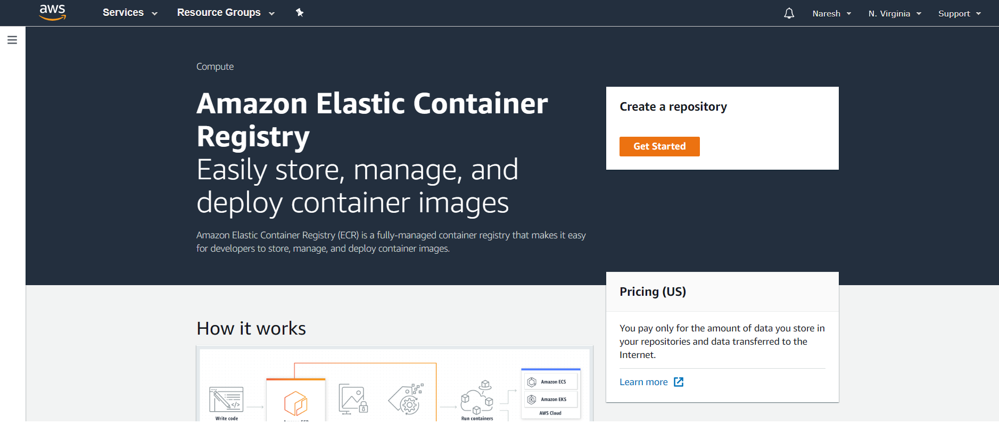 aws
Services
Resource Groups
Naresh
N. Virginia
Support
Compute
Amazon Elastic Container
Registry
Easily store, manage, and
deploy container images
Amazon Elastic Container Registry (ECR) is a fully-managed container registry that makes it easy
for developers to store, manage, and deploy container images.
Create a repository
Get Started
Pricing (US)
You pay only for the amount of data you store in
your repositories and data transferred to the
Internet.
Learn more
How it works
</>
Write code
Run containers
Amazon ECS
K
Amazon EKS
AWS Cloud